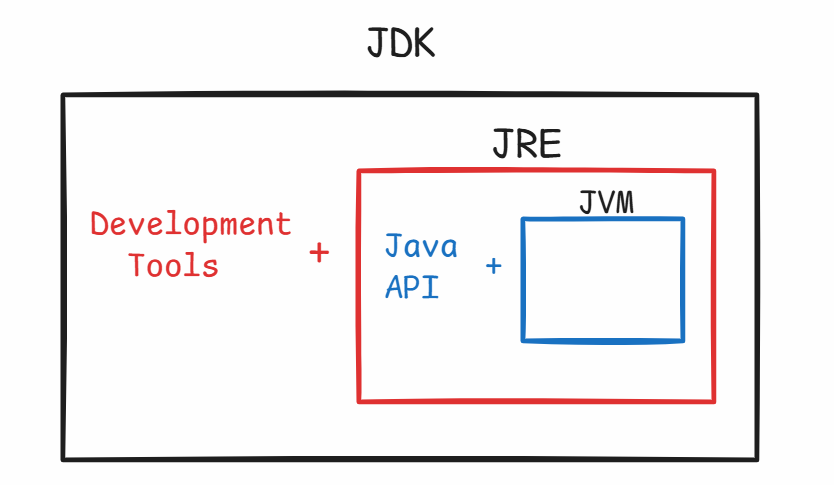 JDK
JRE
JVM
Development
Tools
+
Java
API
+